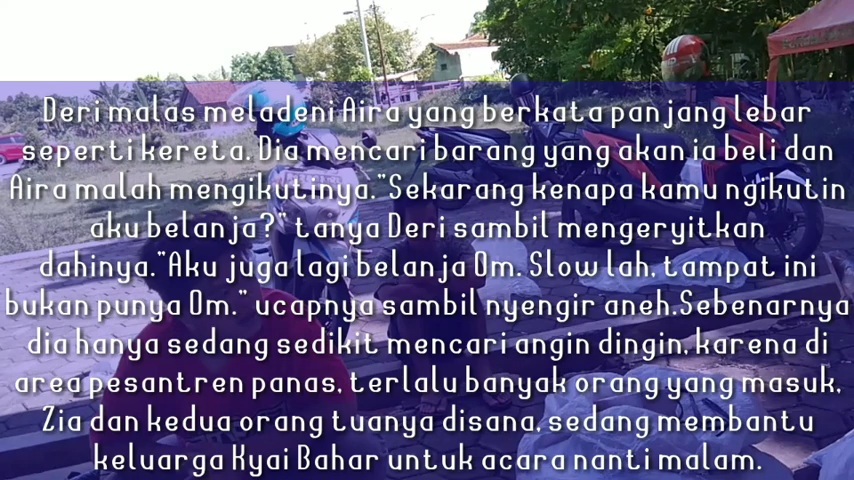 Deri malas meladeni Aira yang berkata panjang lebar
seperti kereta. Dia mencari barang yang akan ia beli dan
Aira malah mengikutinya."Sekarang kenapa kamu ngikutin
aku belanja?" tanya Deri sambil mengeryitkan
dahinya."Aku juga lagi belanja Om. Slow lah, tampat ini
bukan punya Om." ucapnya sambil nyengir aneh.Sebenarnya
dia hanya sedang sedikit mencari angin dingin, karena di
area pesantren panas, terlalu banyak orang yang masuk,
Zia dan kedua orang tuanya disana, sedang membantu
keluarga Kyai Bahar untuk acara nanti malam.